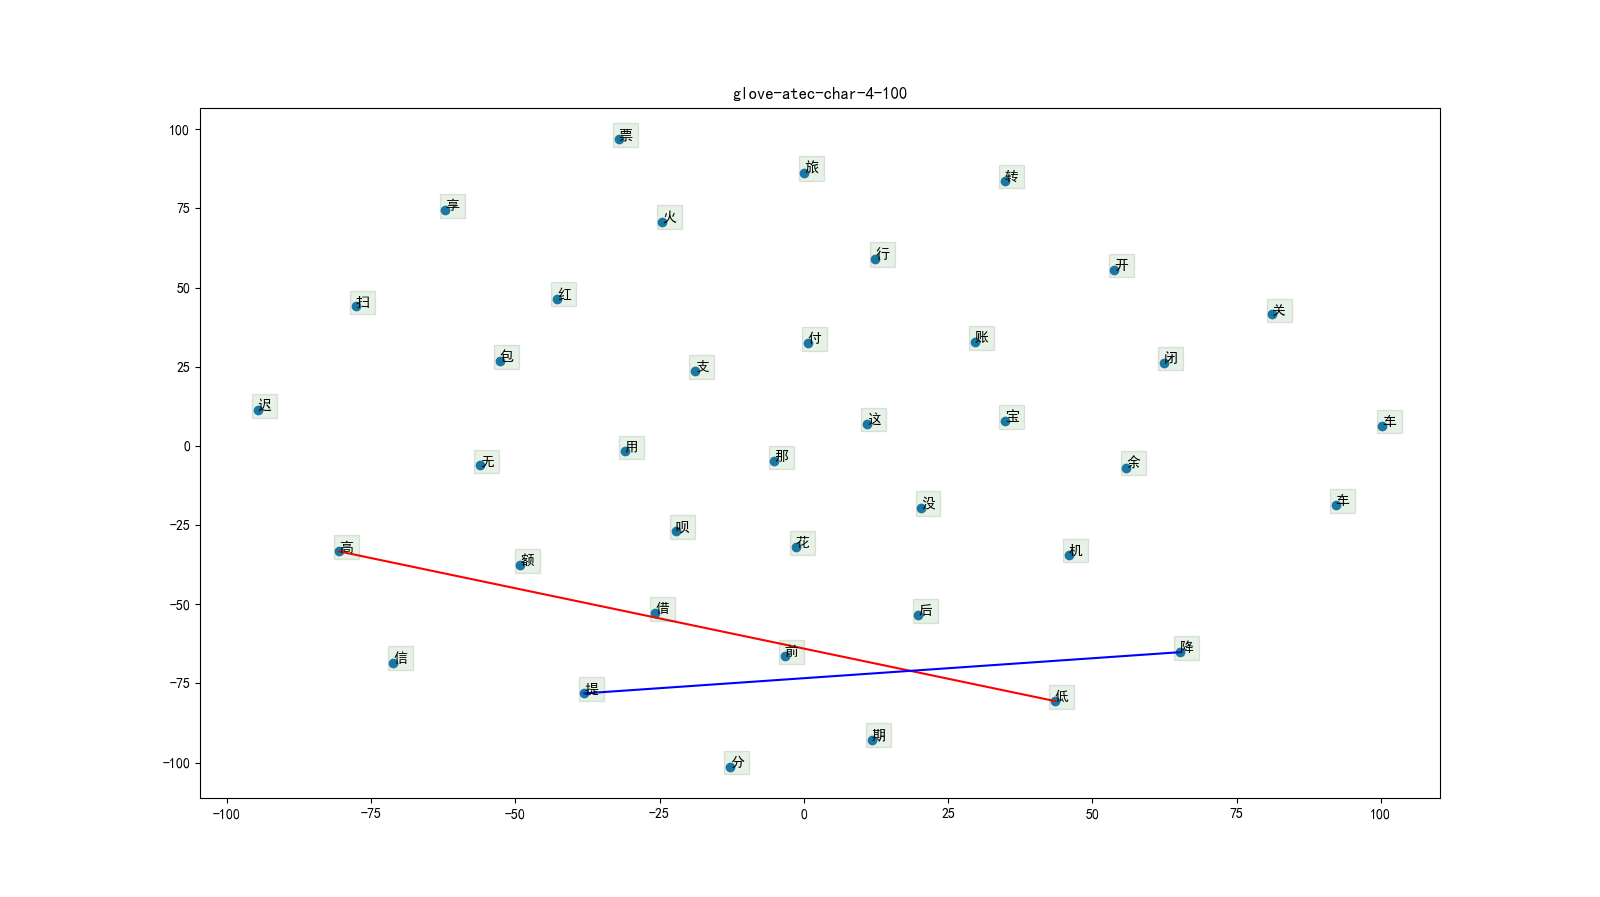 glove-atec-char-4-100
100
票
旅
转
75
享
火
行
开
50
扫
红
关
付
账
25
包
支
闭
迟
这
宝
车
0
无
用
那
余
没
车
-25
呗
花
高
额
机
-50
借
后
信
前
降
-75
提
低
期
分
-100
-100
-75
-50
-25
0
25
50
75
100